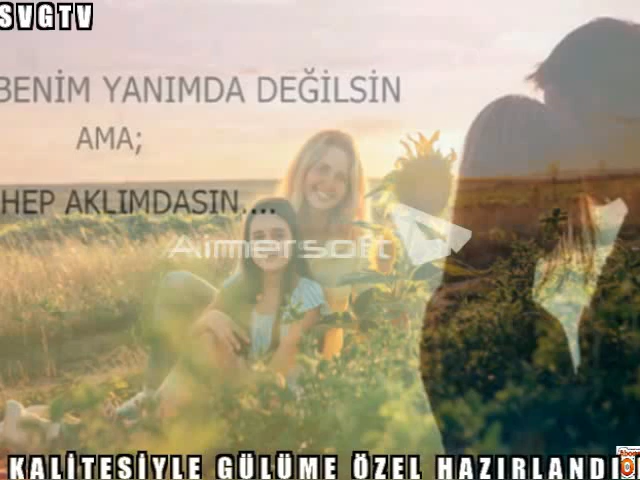 SVGTV
BENİM YANIMDA DEĞİLSİN
AMA;
HEP AKLIMDASIN....
Aimersoft
KALİTESİYLE GÜLÜME ÖZEL HAZIRLANDI